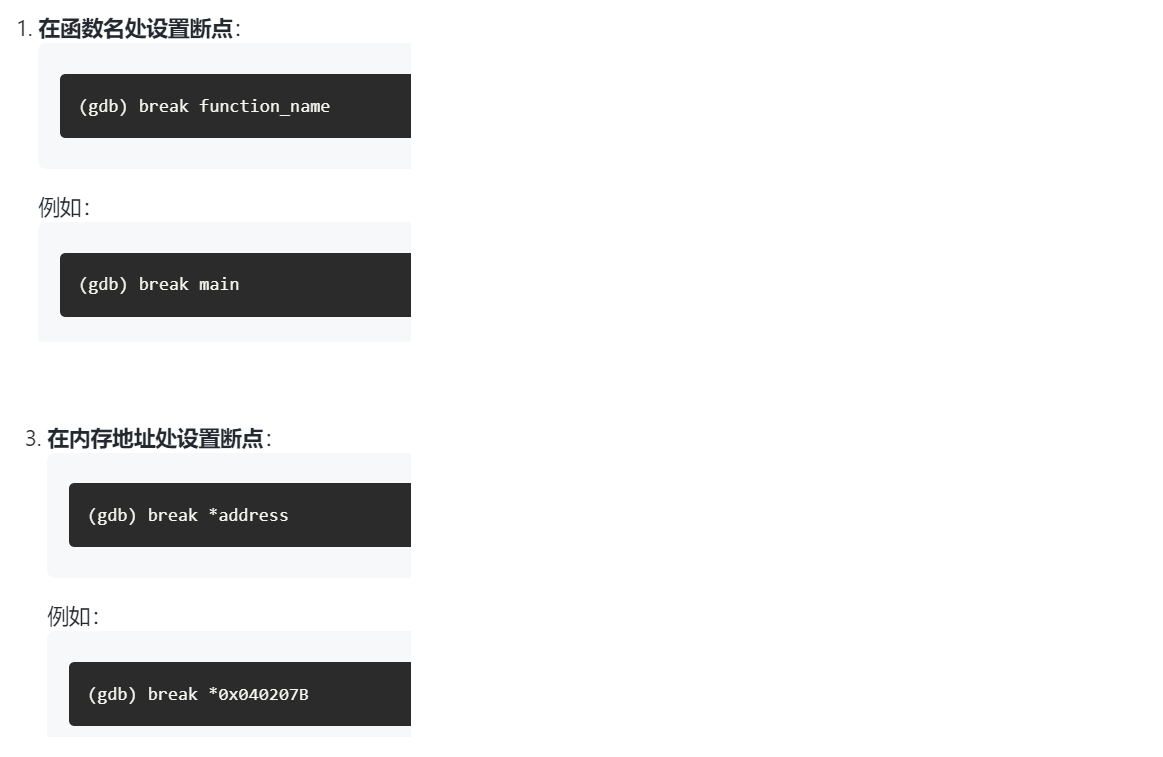 1. 在函数名处设置断点：
(gdb) break function_name
例如：
(gdb) break main
3. 在内存地址处设置断点：
(gdb) break *address
例如：
(gdb) break *0x040207B